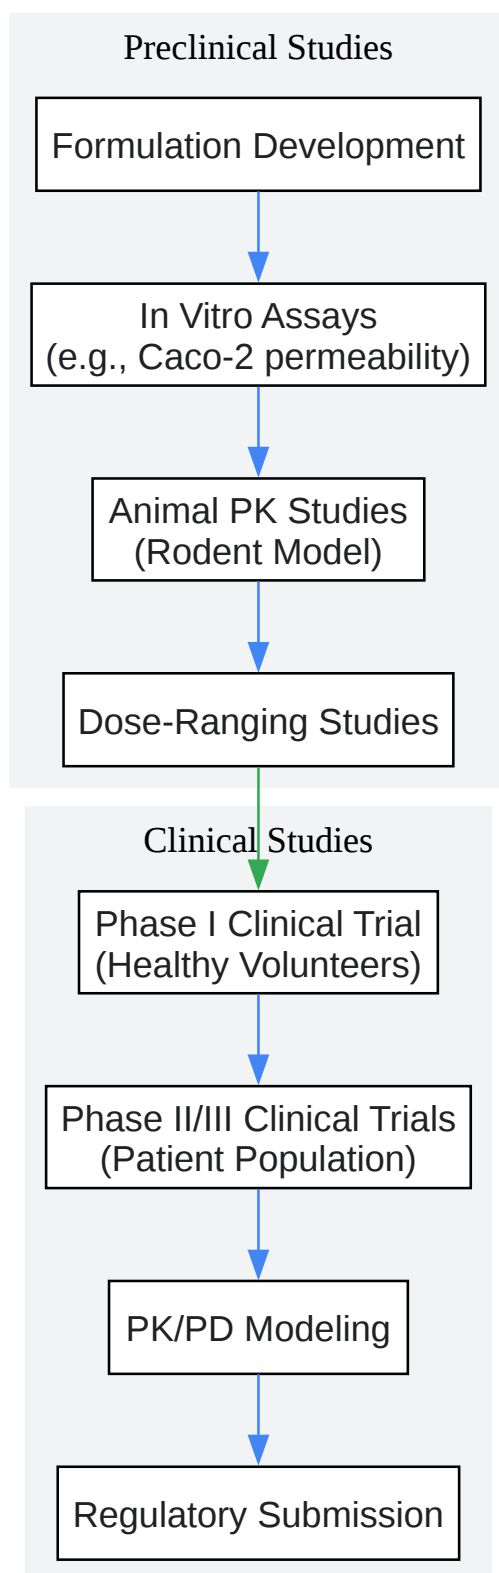 Preclinical Studies
Formulation Development
In Vitro Assays
(e.g., Caco-2 permeability)
Animal PK Studies
(Rodent Model)
Dose-Ranging Studies
Clinical Studies
Phase I Clinical Trial
(Healthy Volunteers)
Phase II/III Clinical Trials
(Patient Population)
PK/PD Modeling
Regulatory Submission